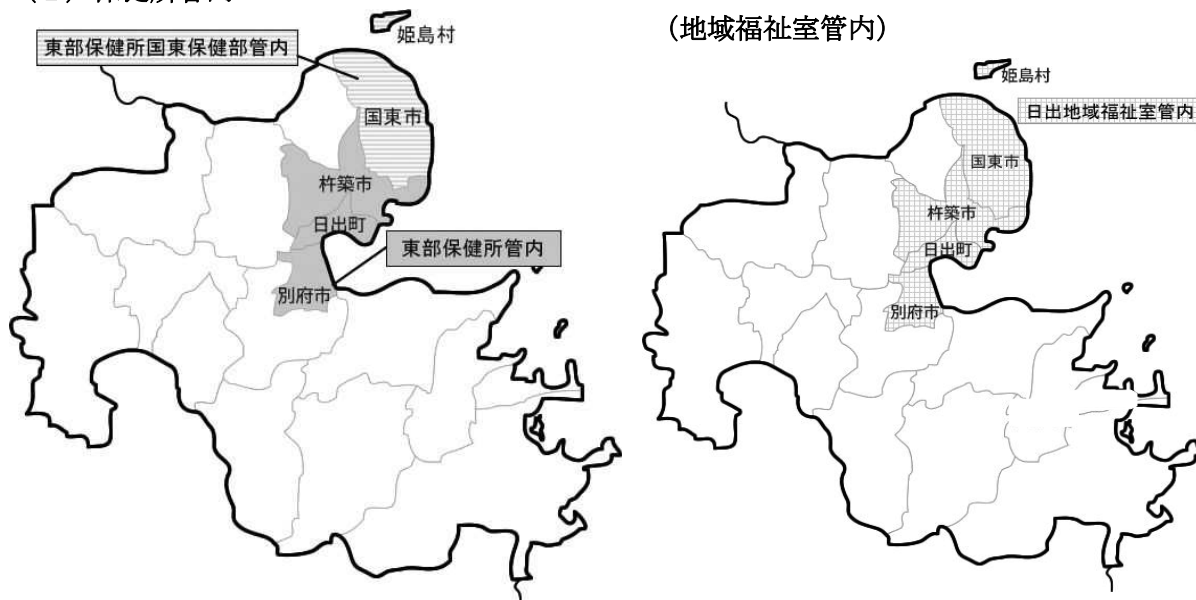 姫島村
東部保健所国東保健部管内
国東市
杵築市
日出町
東部保健所管内
別府市
(地域福祉室管内)
姫島村
日出地域福祉室管内
国東市
杵築市
日出町
別府市